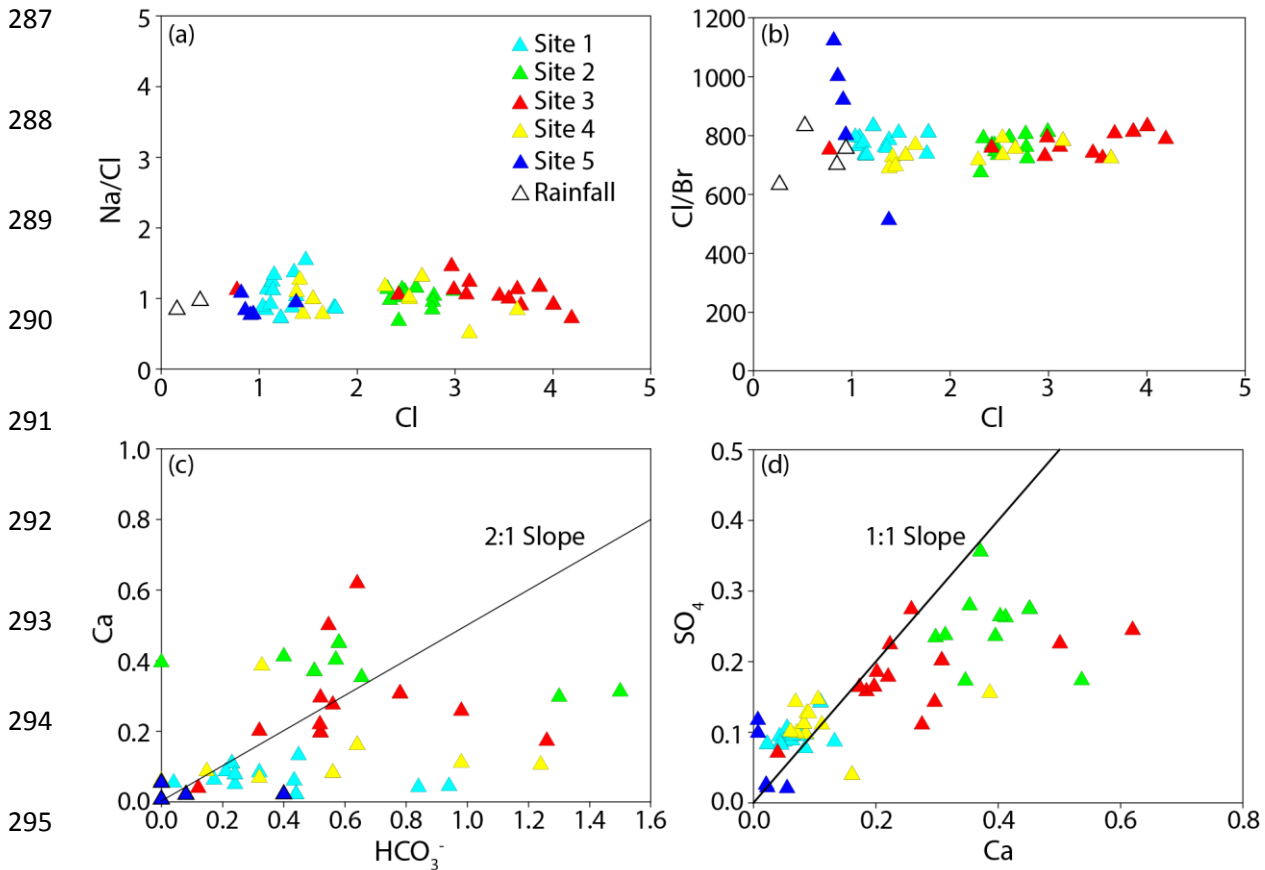 287
288
289
290
291
292
293
294
295
(a)
5
4
3
2
1
0
Na/Cl
0 1 2 3 4 5
Cl
Site 1
Site 2
Site 3
Site 4
Site 5
Rainfall
(b)
1200
1000
800
600
400
200
0
Cl/Br
0 1 2 3 4 5
Cl
(c)
1.0
0.8
0.6
0.4
0.2
0.0
Ca
2:1 Slope
0.0 0.2 0.4 0.6 0.8 1.0 1.2 1.4 1.6
HCO₃⁻
(d)
0.5
0.4
0.3
0.2
0.1
0.0
SO₄
1:1 Slope
0.0 0.2 0.4 0.6 0.8
Ca